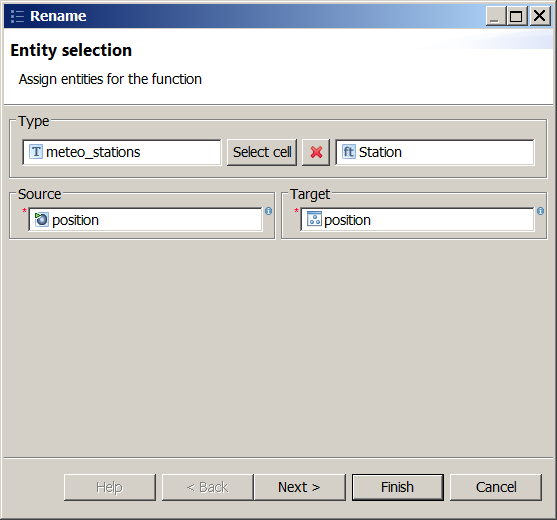 Rename
Entity selection
Assign entities for the function
Type
T meteo_stations
Select cell
ft Station
Source
Target
* position
* position
Help
< Back
Next >
Finish
Cancel